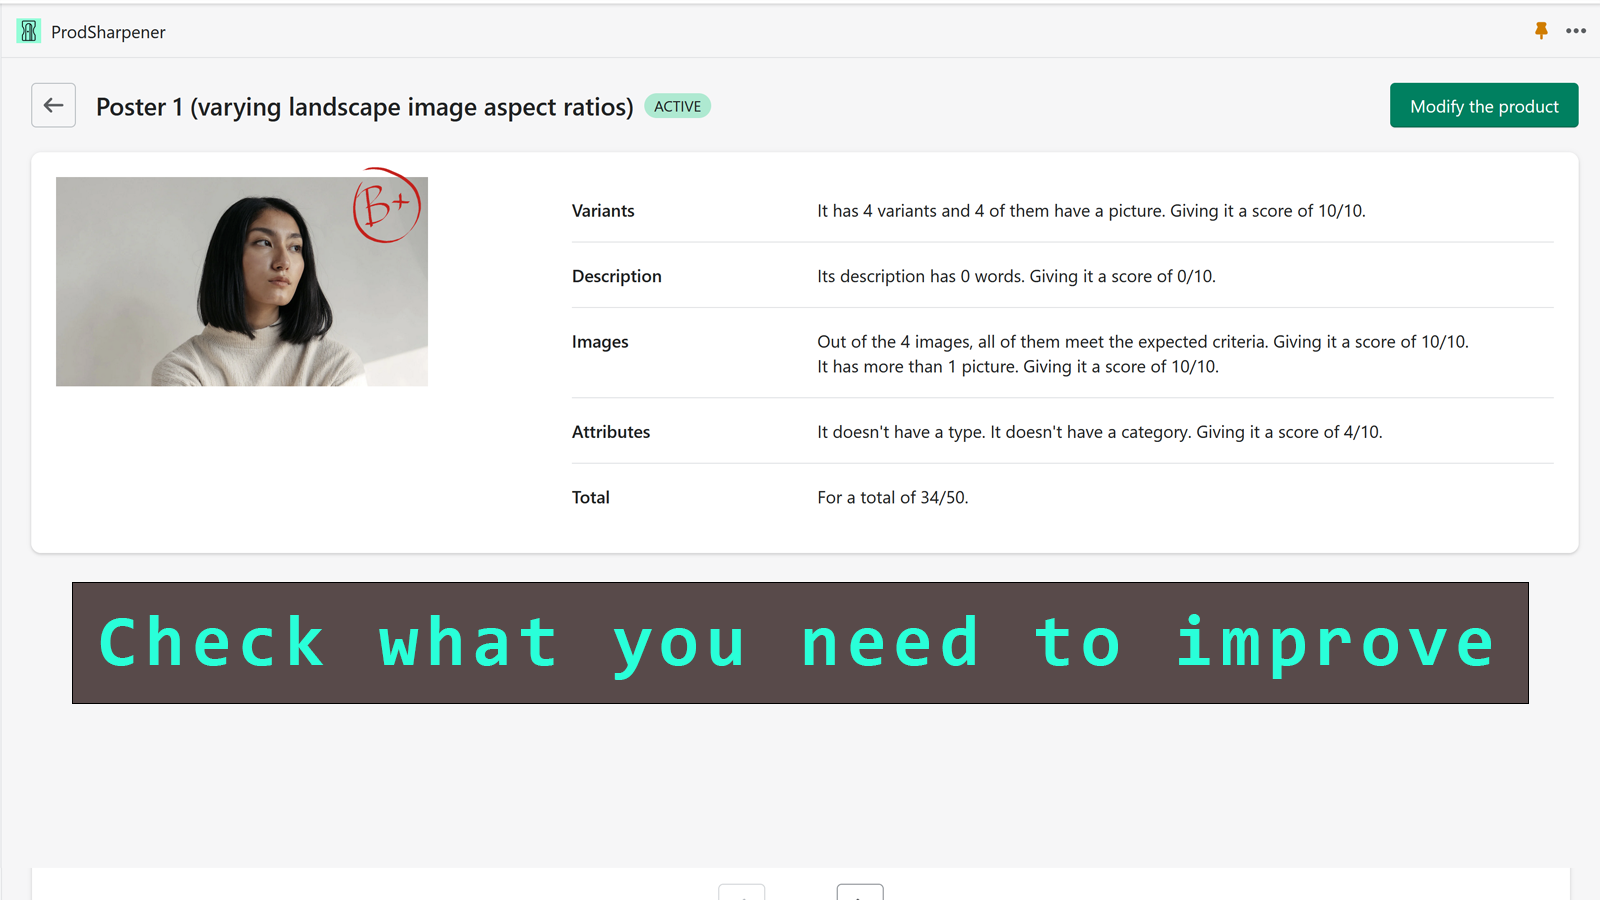 ProdSharpener
Poster 1 (varying landscape image aspect ratios) ACTIVE
Modify the product
B+
Variants It has 4 variants and 4 of them have a picture. Giving it a score of 10/10.
Description Its description has 0 words. Giving it a score of 0/10.
Images Out of the 4 images, all of them meet the expected criteria. Giving it a score of 10/10.
It has more than 1 picture. Giving it a score of 10/10.
Attributes It doesn't have a type. It doesn't have a category. Giving it a score of 4/10.
Total For a total of 34/50.
Check what you need to improve